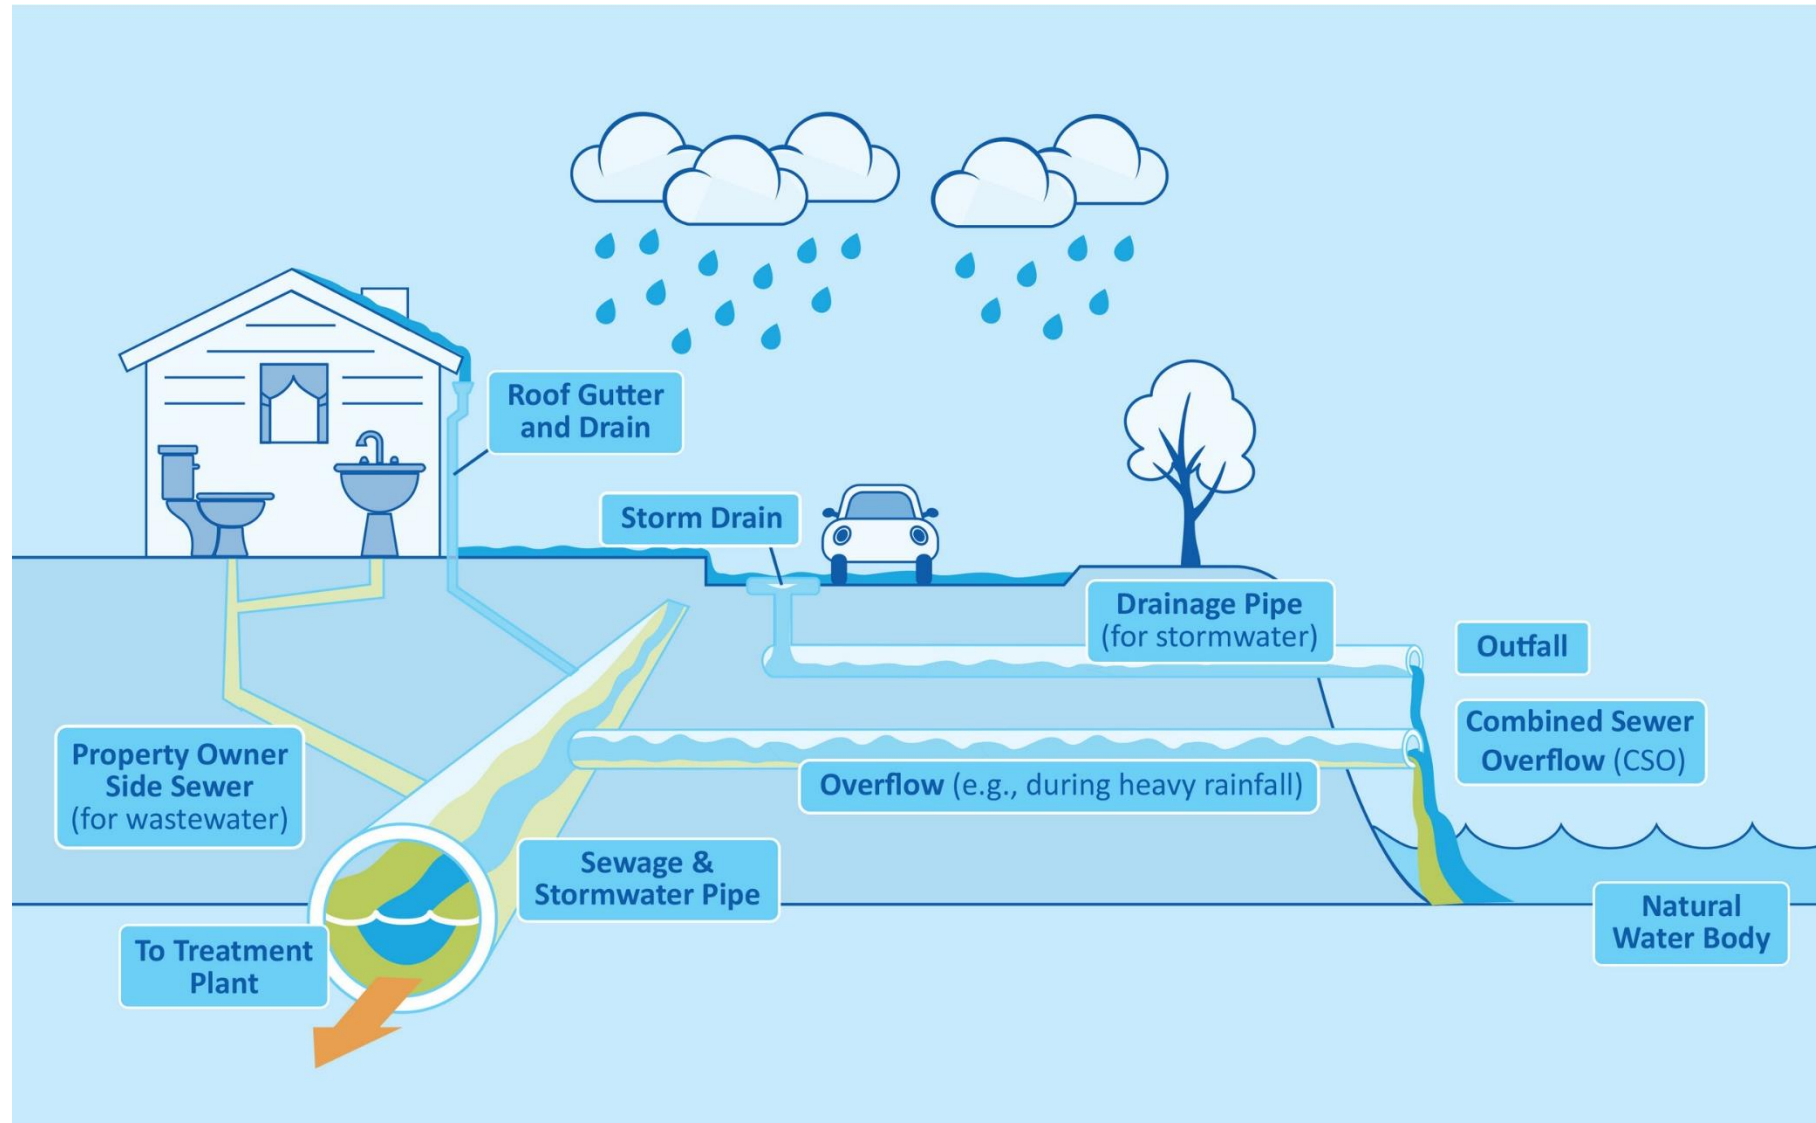 Roof Gutter
and Drain
Storm Drain
Drainage Pipe
(for stormwater)
Outfall
Combined Sewer
Overflow (CSO)
Property Owner
Side Sewer
(for wastewater)
Overflow (e.g., during heavy rainfall)
Sewage &
Stormwater Pipe
To Treatment
Plant
Natural
Water Body